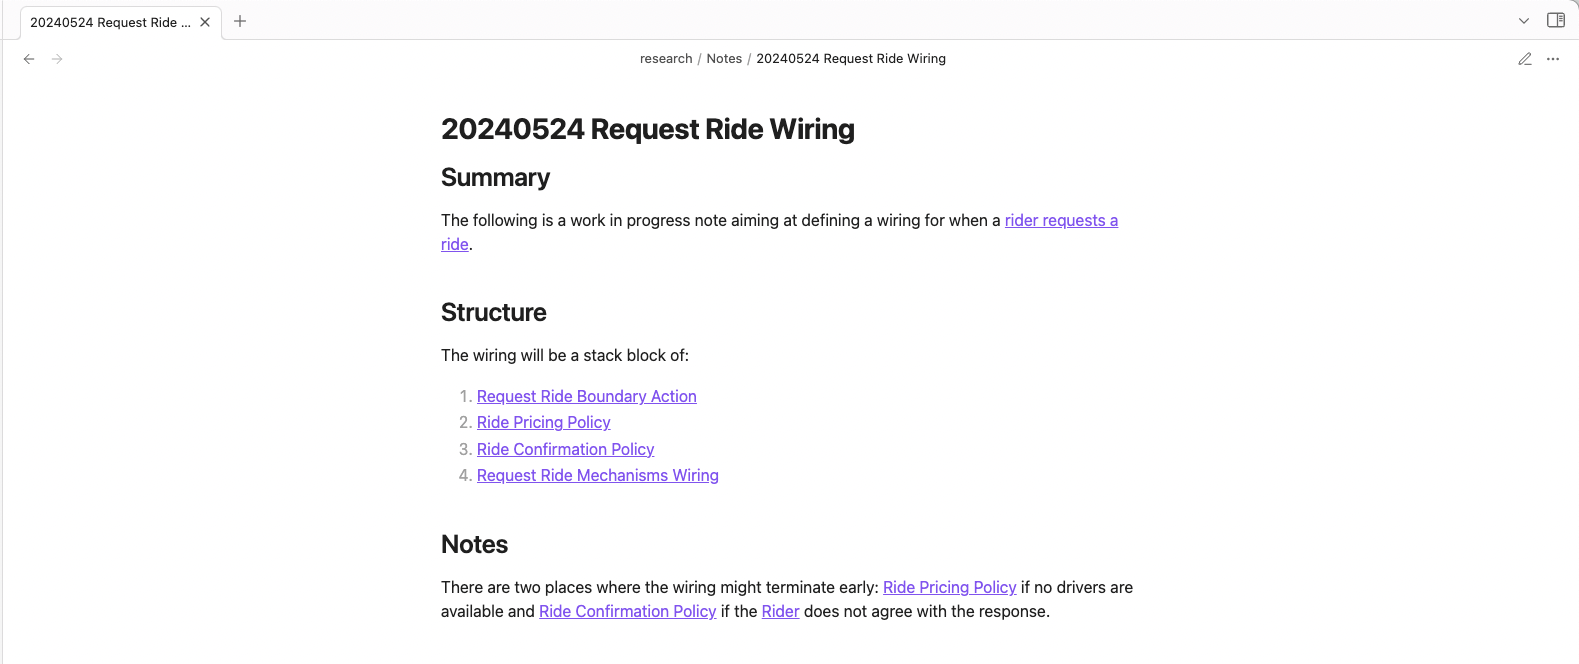 20240524 Request Ride ...
research / Notes / 20240524 Request Ride Wiring
20240524 Request Ride Wiring
Summary
The following is a work in progress note aiming at defining a wiring for when a rider requests a
ride.
Structure
The wiring will be a stack block of:
1. Request Ride Boundary Action
2. Ride Pricing Policy
3. Ride Confirmation Policy
4. Request Ride Mechanisms Wiring
Notes
There are two places where the wiring might terminate early: Ride Pricing Policy if no drivers are
available and Ride Confirmation Policy if the Rider does not agree with the response.